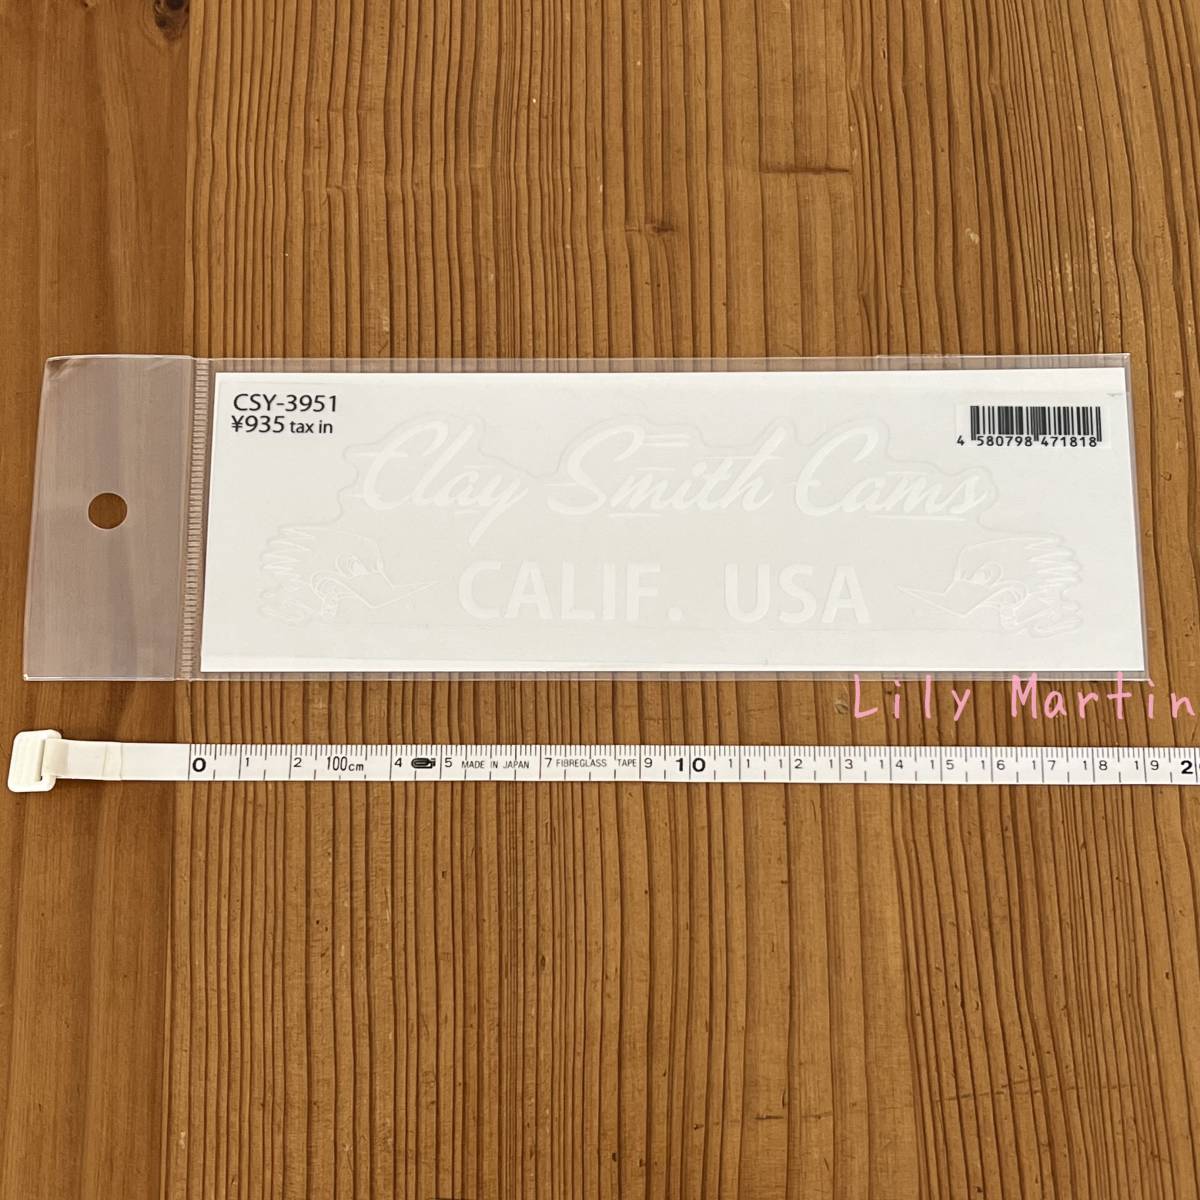 CSY-3951
¥935 tax in
4 580798 471818
Clay Smith Cams
CALIF. USA
Lily Martin
0 1 2 100cm 4 5 MADE IN JAPAN 7 FIBREGLASS TAPE 9 10 11 12 13 14 15 16 17 18 19 2